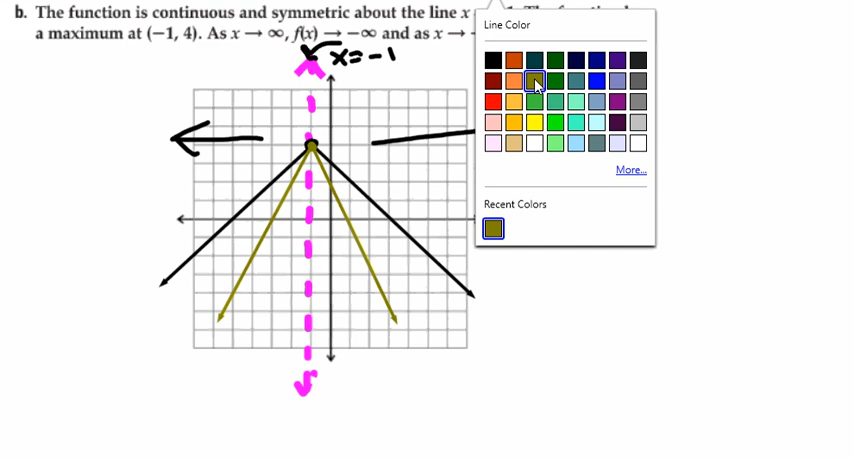 b. The function is continuous and symmetric about the line x
a maximum at (−1, 4). As x → ∞, f(x) → −∞ and as x →
x=-1
Line Color
More...
Recent Colors